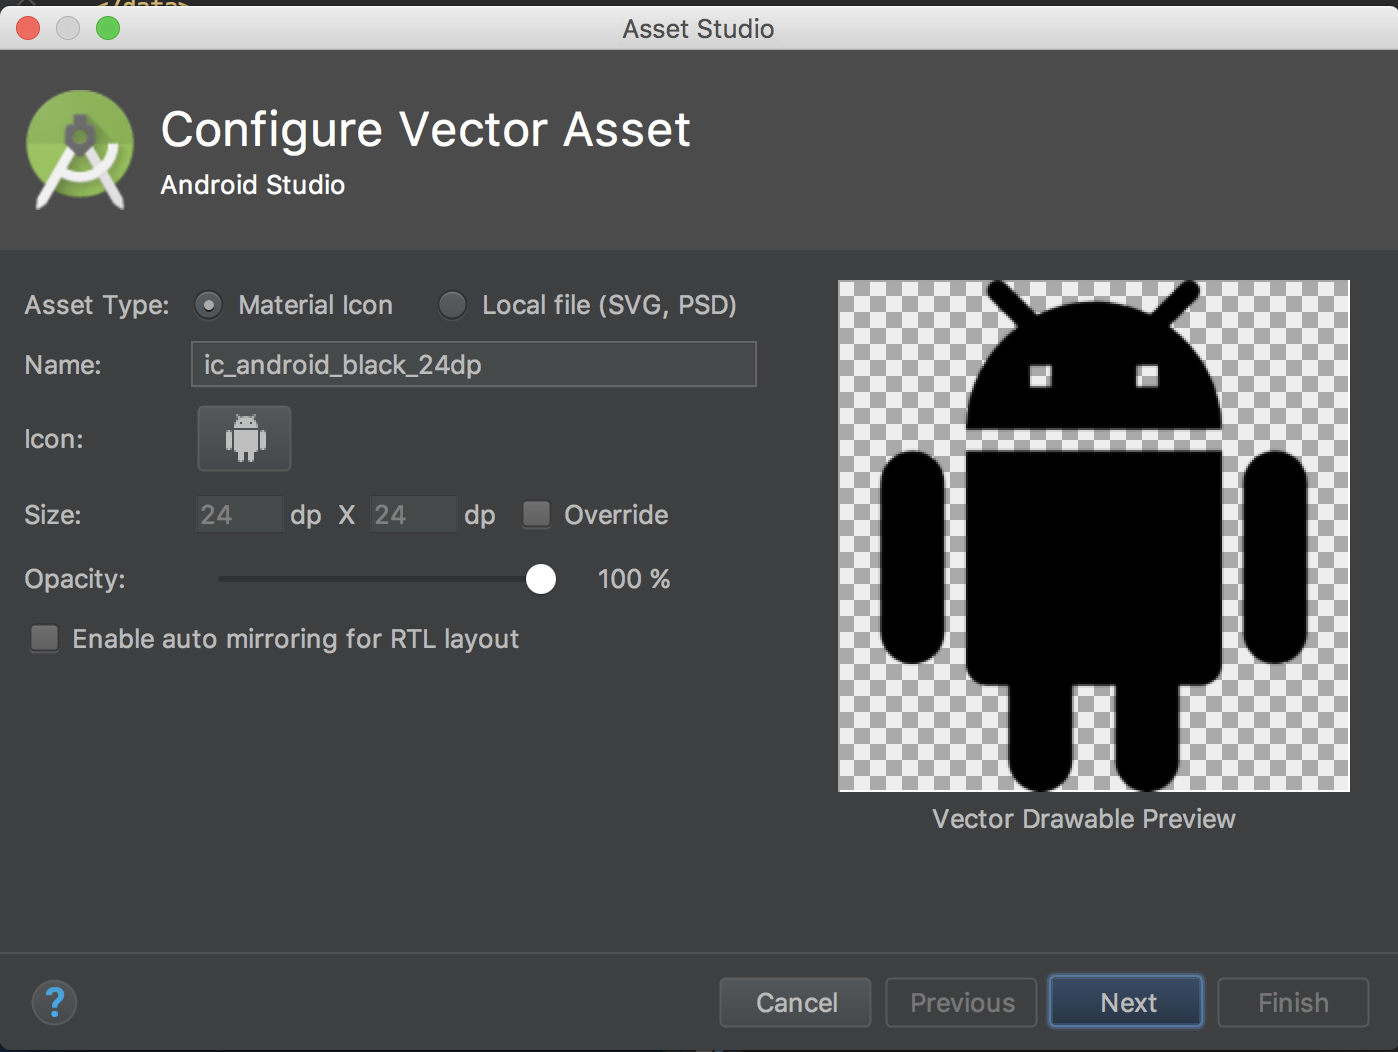 </data>
Asset Studio
Configure Vector Asset
Android Studio
Asset Type: Material Icon Local file (SVG, PSD)
Name: ic_android_black_24dp
Icon:
Size: 24 dp X 24 dp Override
Opacity: 100 %
Enable auto mirroring for RTL layout
Vector Drawable Preview
? Cancel Previous Next Finish